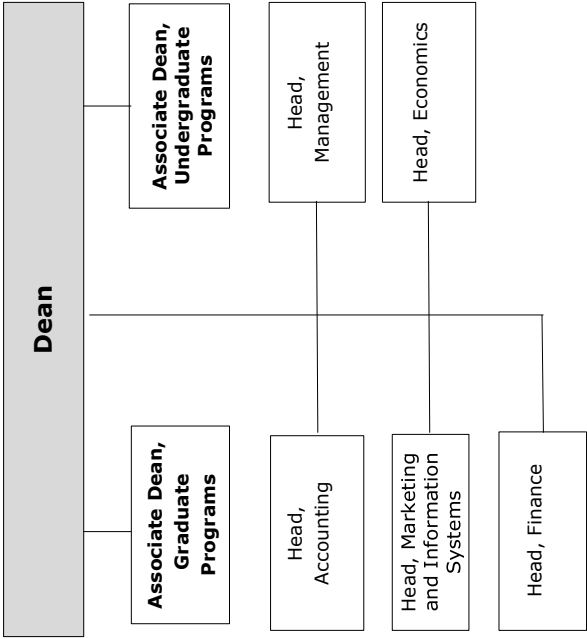 Dean
Associate Dean,
Graduate
Programs
Associate Dean,
Undergraduate
Programs
Head,
Accounting
Head,
Management
Head, Marketing
and Information
Systems
Head, Economics
Head, Finance